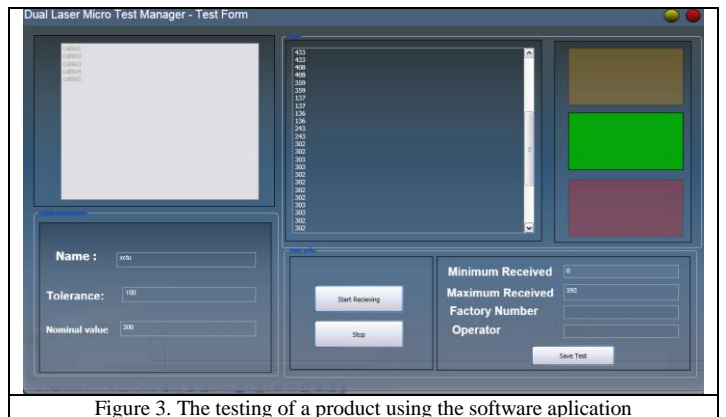 Dual Laser Micro Test Manager - Test Form
cable1
cable2
cable3
cable4
433
433
408
408
359
359
137
137
136
136
243
243
302
302
303
303
302
302
302
302
303
303
302
302
Name :
xctu
Tolerance:
100
Nominal value
300
Start Recieving
Stop
Minimum Received
0
Maximum Received
393
Factory Number
Operator
Save Test
Figure 3. The testing of a product using the software aplication